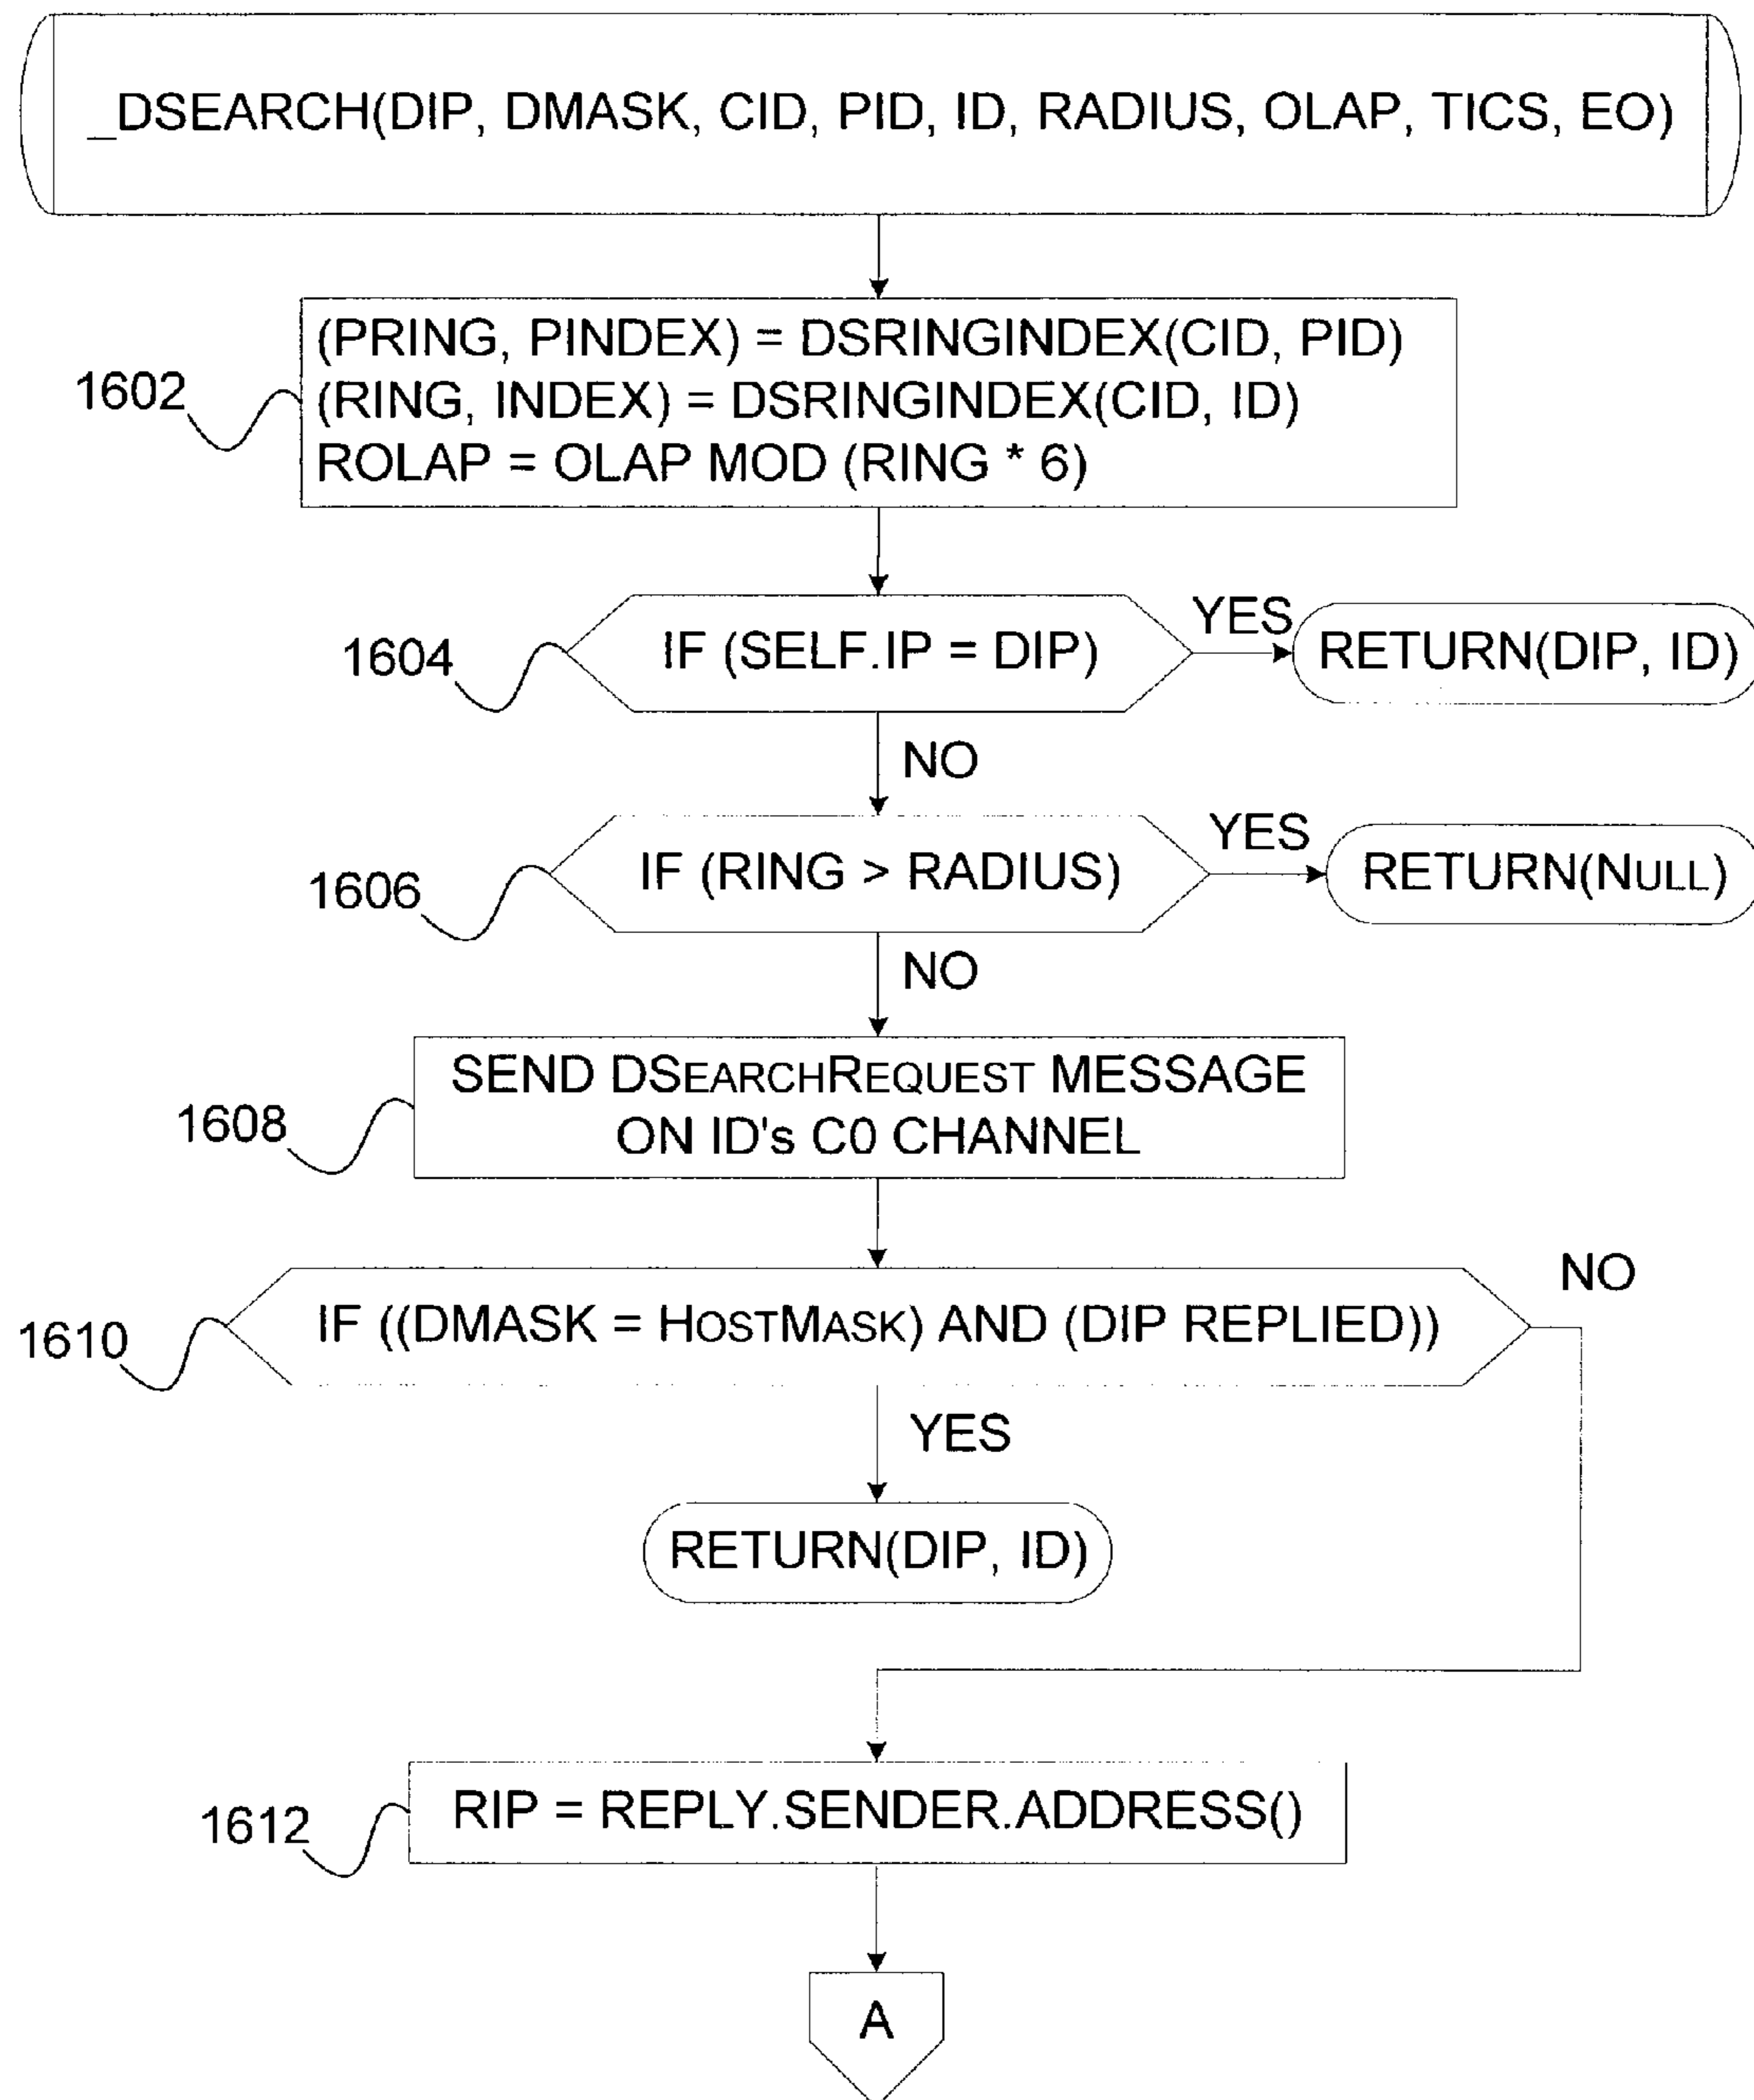 _DSEARCH(DIP, DMASK, CID, PID, ID, RADIUS, OLAP, TICS, EO)
(PRING, PINDEX) = DSRINGINDEX(CID, PID)
(RING, INDEX) = DSRINGINDEX(CID, ID)
ROLAP = OLAP MOD (RING * 6)
1602
IF (SELF.IP = DIP)
YES
RETURN(DIP, ID)
1604
NO
IF (RING > RADIUS)
YES
RETURN(NULL)
1606
NO
SEND DSEARCHREQUEST MESSAGE
ON ID's C0 CHANNEL
1608
NO
IF ((DMASK = HOSTMASK) AND (DIP REPLIED))
1610
YES
RETURN(DIP, ID)
RIP = REPLY.SENDER.ADDRESS()
1612
A